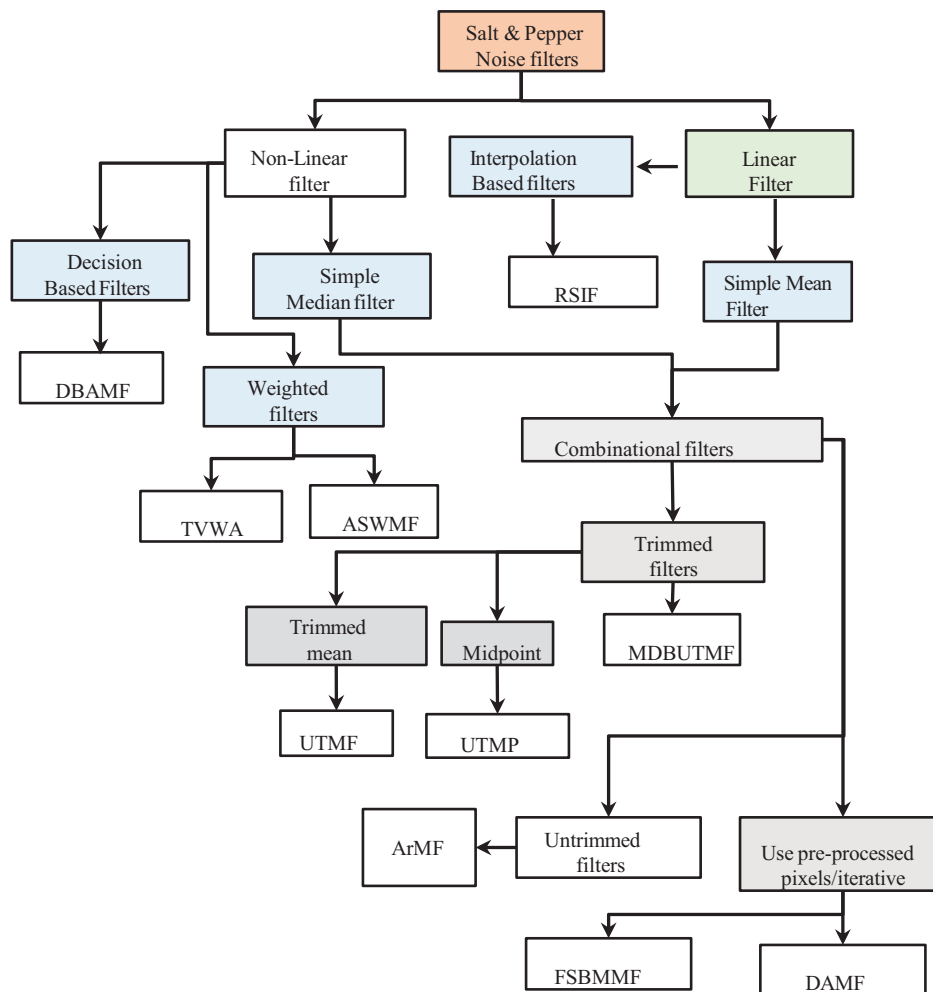 Salt & Pepper
Noise filters
Non-Linear
filter
Interpolation
Based filters
Linear
Filter
Decision
Based Filters
Simple
Median filter
RSIF
Simple Mean
Filter
DBAMF
Weighted
filters
Combinational filters
TVWA
ASWMF
Trimmed
filters
Trimmed
mean
Midpoint
MDBUTMF
UTMF
UTMP
ArMF
Untrimmed
filters
Use pre-processed
pixels/iterative
FSBMMF
DAMF